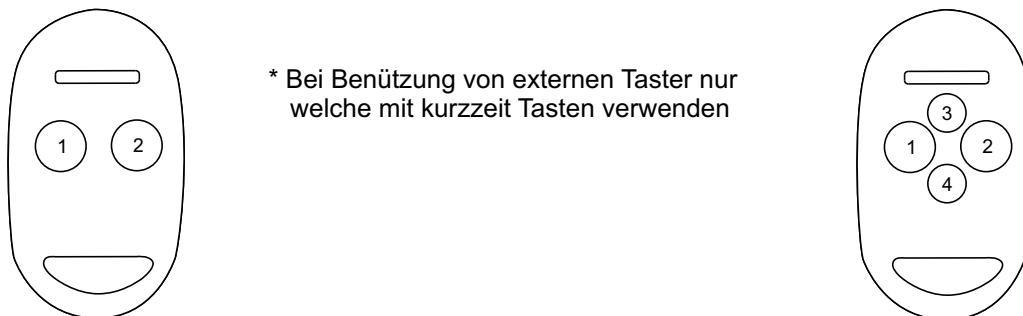 * Bei Benützung von externen Taster nur
welche mit kurzzeit Tasten verwenden
1 2
3
1 2
4